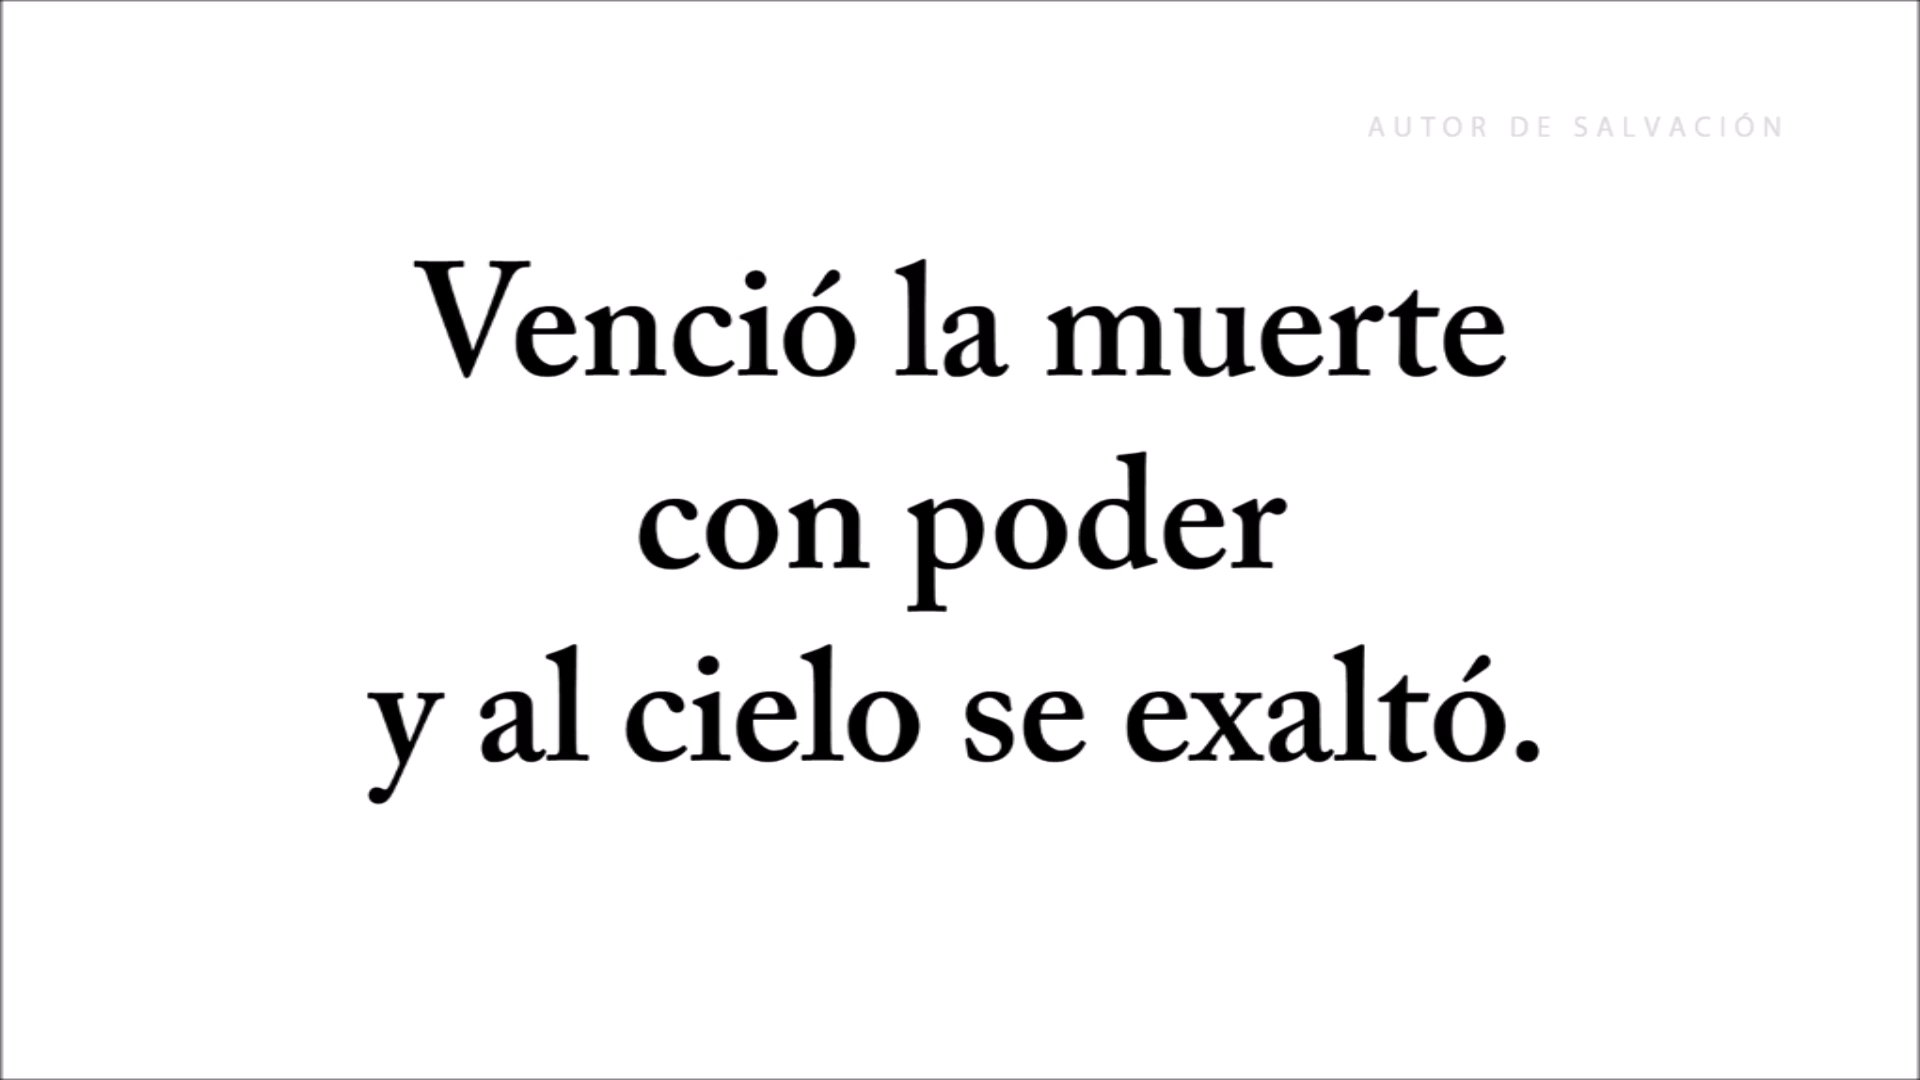 AUTOR DE SALVACIÓN
Venció la muerte
con poder
y al cielo se exaltó.